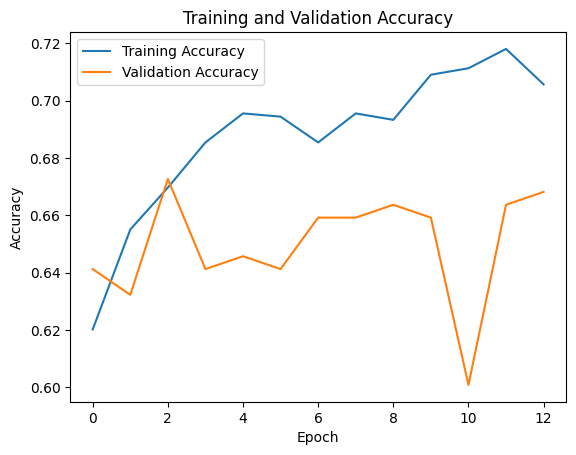 Training and Validation Accuracy
Training Accuracy
Validation Accuracy
Accuracy
0.72
0.70
0.68
0.66
0.64
0.62
0.60
0 2 4 6 8 10 12
Epoch